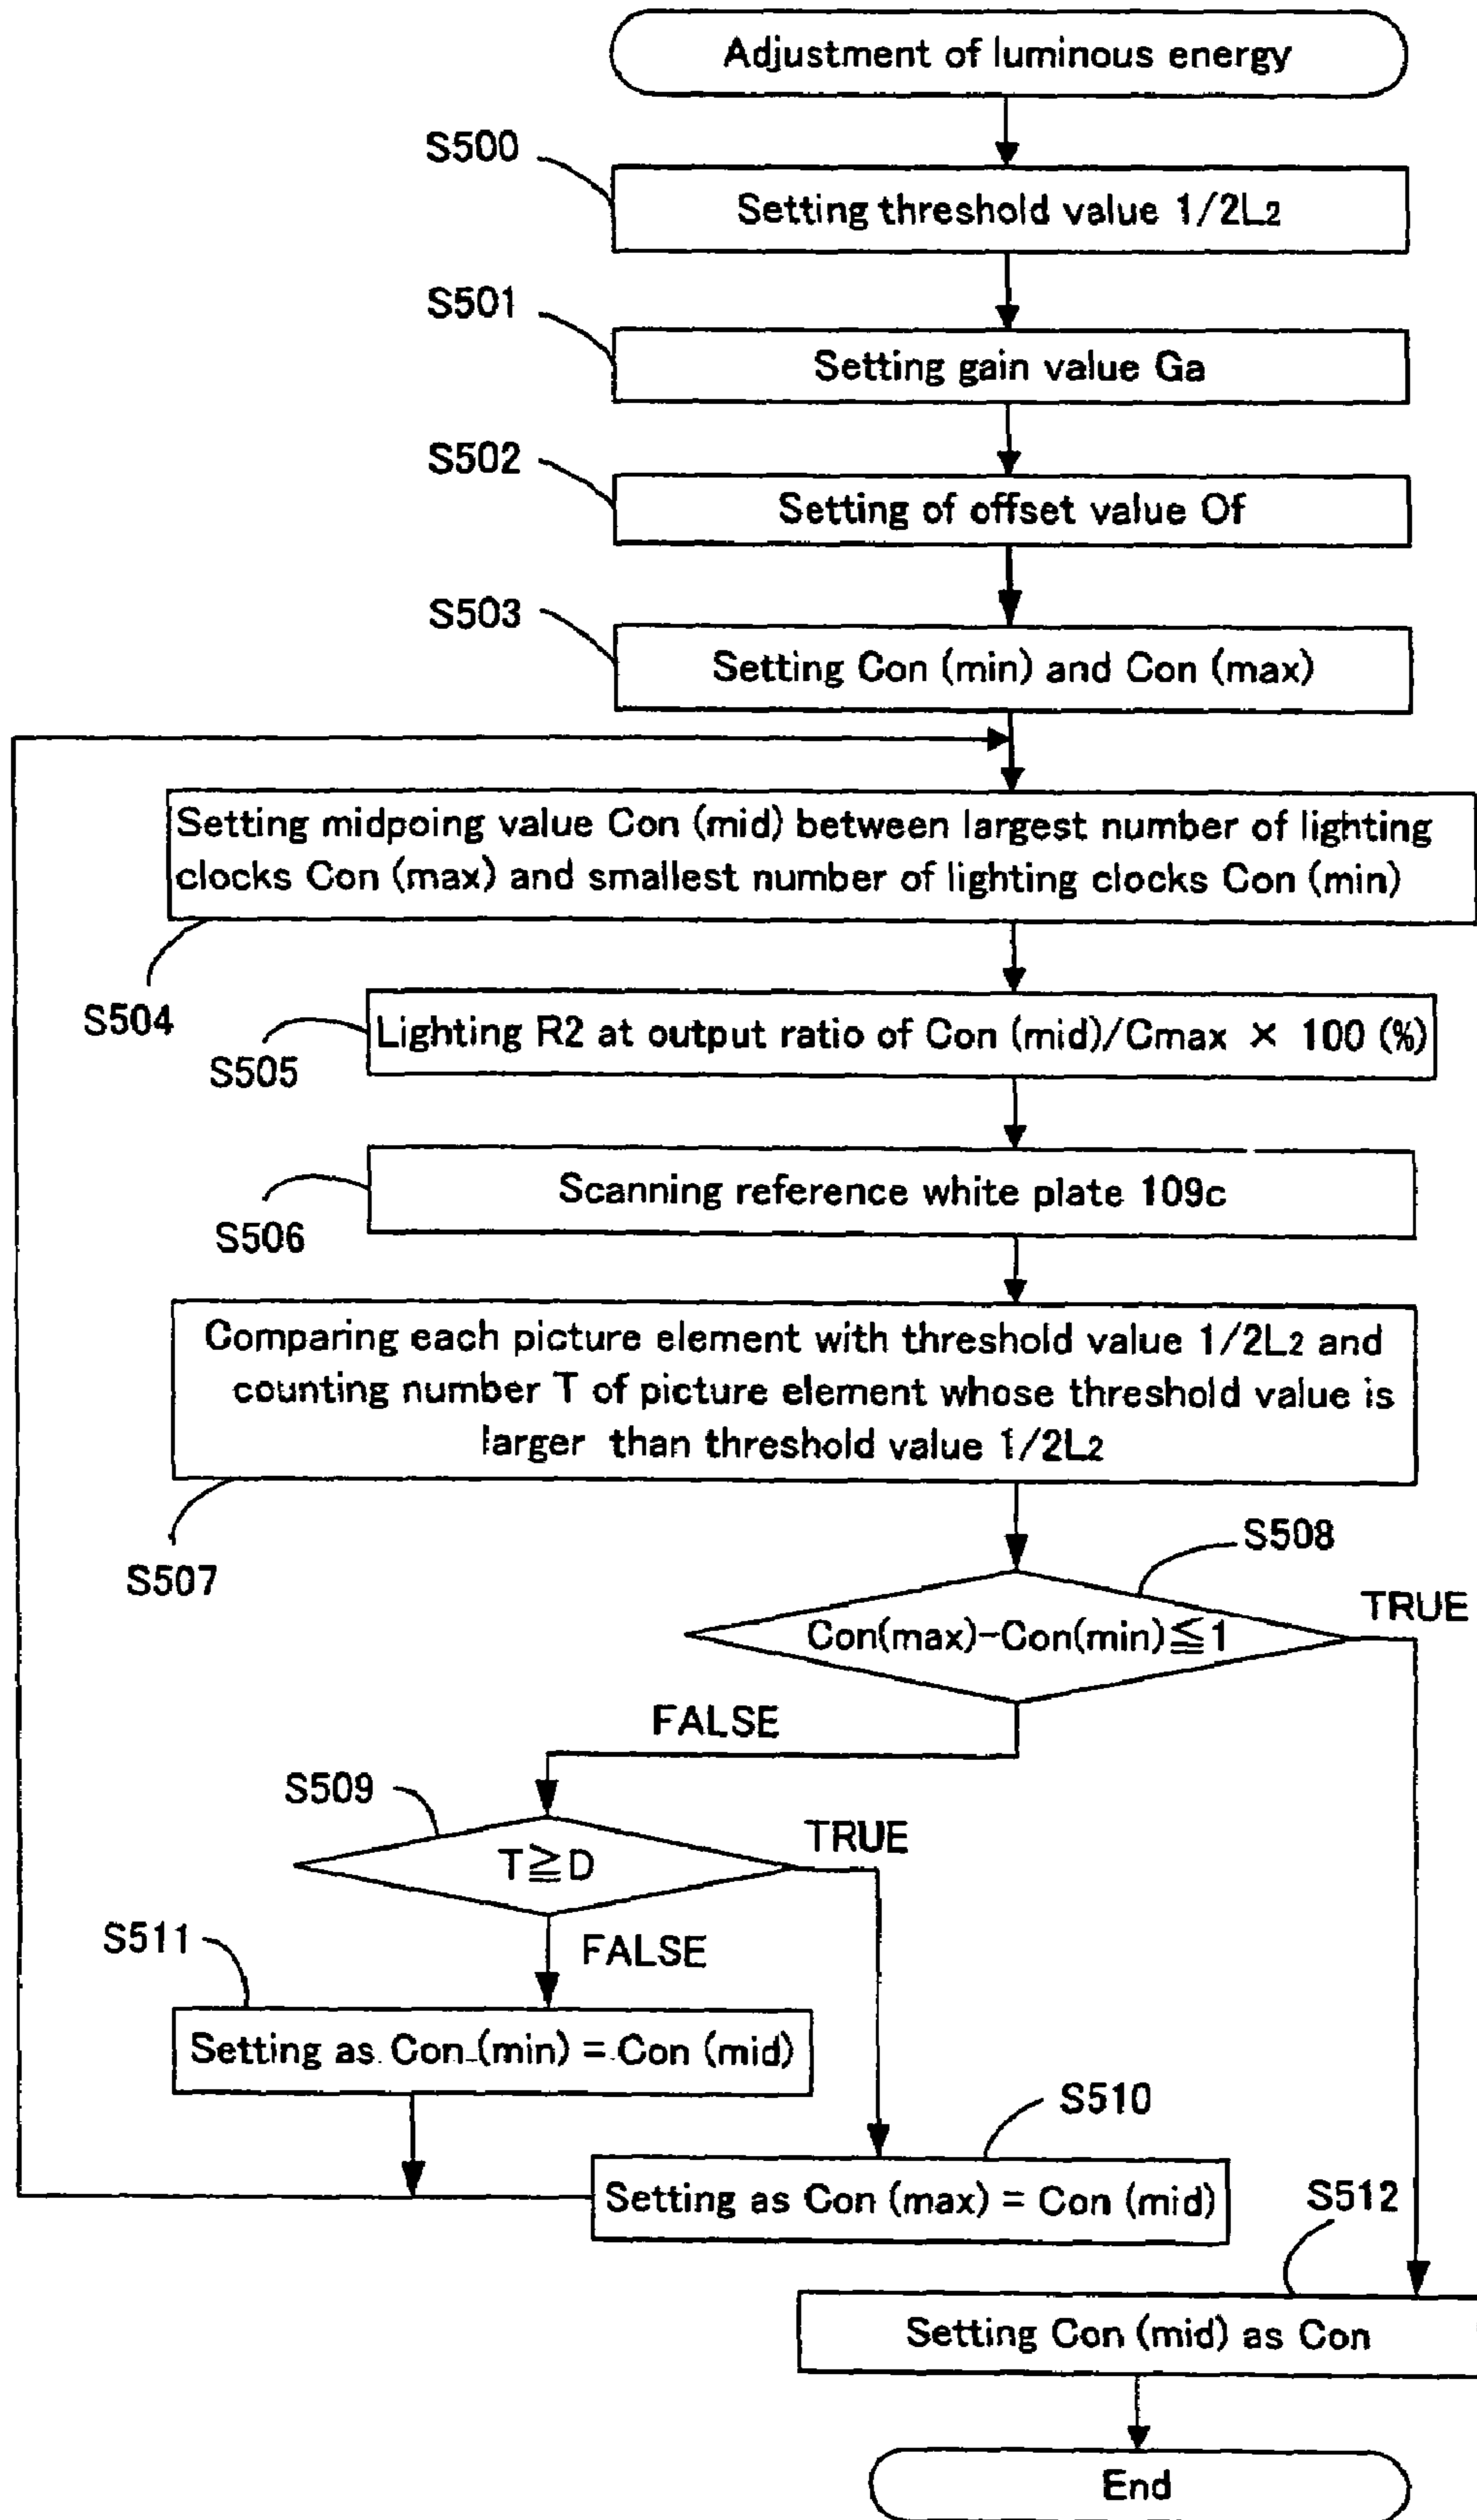 Adjustment of luminous energy
S500
Setting threshold value 1/2L2
S501
Setting gain value Ga
S502
Setting of offset value Of
S503
Setting Con (min) and Con (max)
Setting midpoing value Con (mid) between largest number of lighting
clocks Con (max) and smallest number of lighting clocks Con (min)
S504
Lighting R2 at output ratio of Con (mid)/Cmax × 100 (%)
S505
Scanning reference white plate 109c
S506
Comparing each picture element with threshold value 1/2L2 and
counting number T of picture element whose threshold value is
larger than threshold value 1/2L2
S507
S508
Con(max)-Con(min)≦1
TRUE
FALSE
S509
T≧D
TRUE
S511
FALSE
Setting as Con (min) = Con (mid)
S510
Setting as Con (max) = Con (mid)
S512
Setting Con (mid) as Con
End